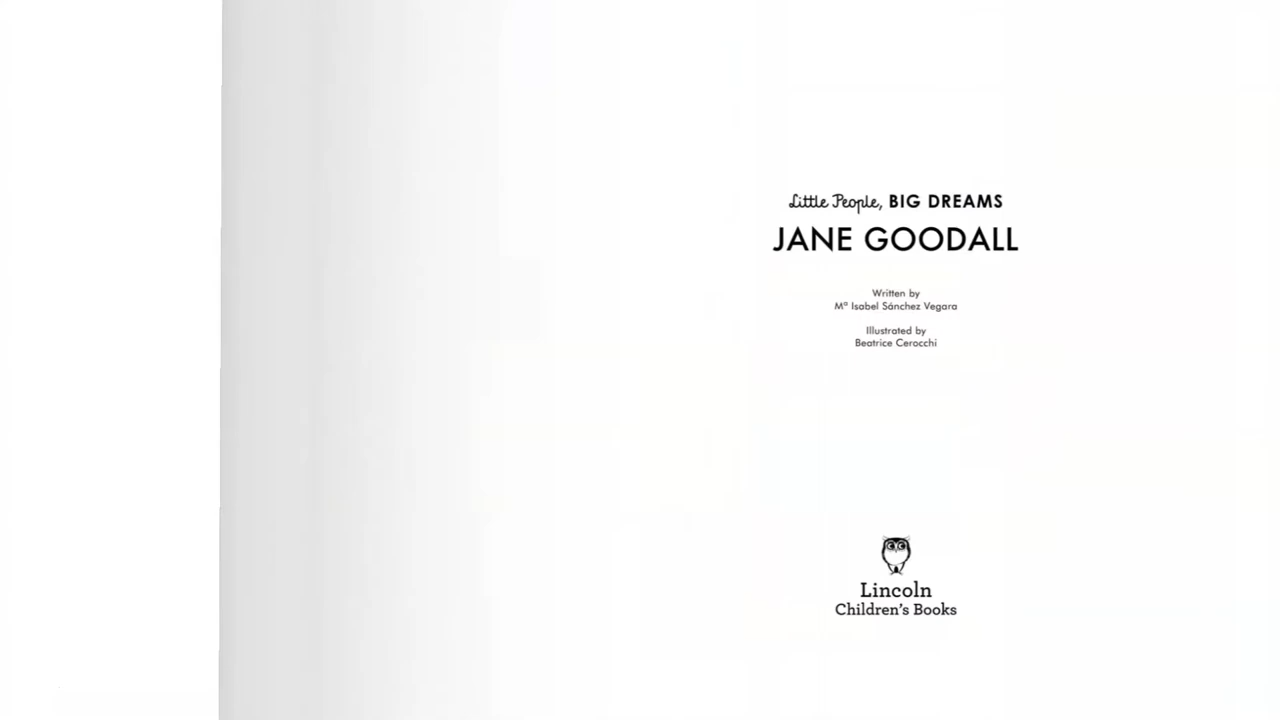 Little People, BIG DREAMS
JANE GOODALL
Written by
Mª Isabel Sánchez Vegara
Illustrated by
Beatrice Cerocchi
Lincoln
Children's Books